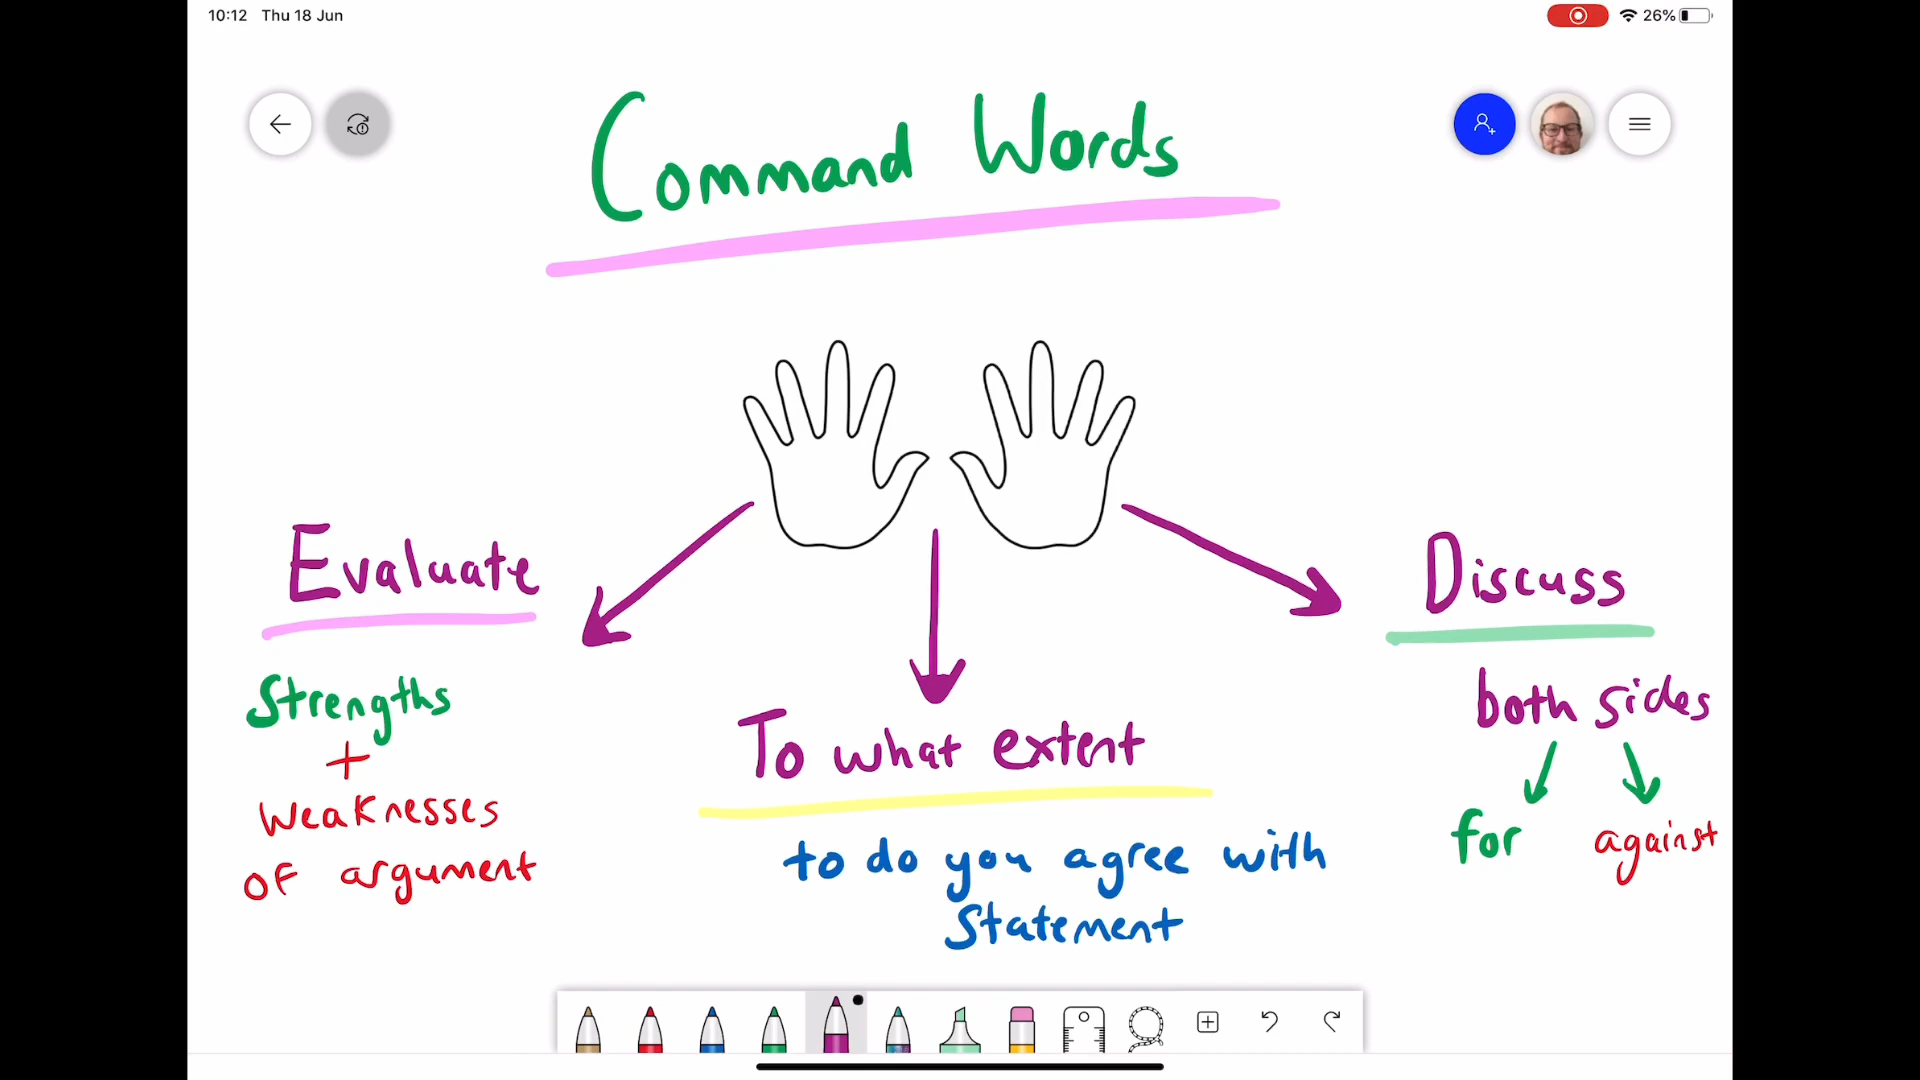 10:12 Thu 18 Jun
26%
Command Words
Evaluate
Strengths
+
Weaknesses
of argument
To what extent
to do you agree with
Statement
Discuss
both sides
for
against